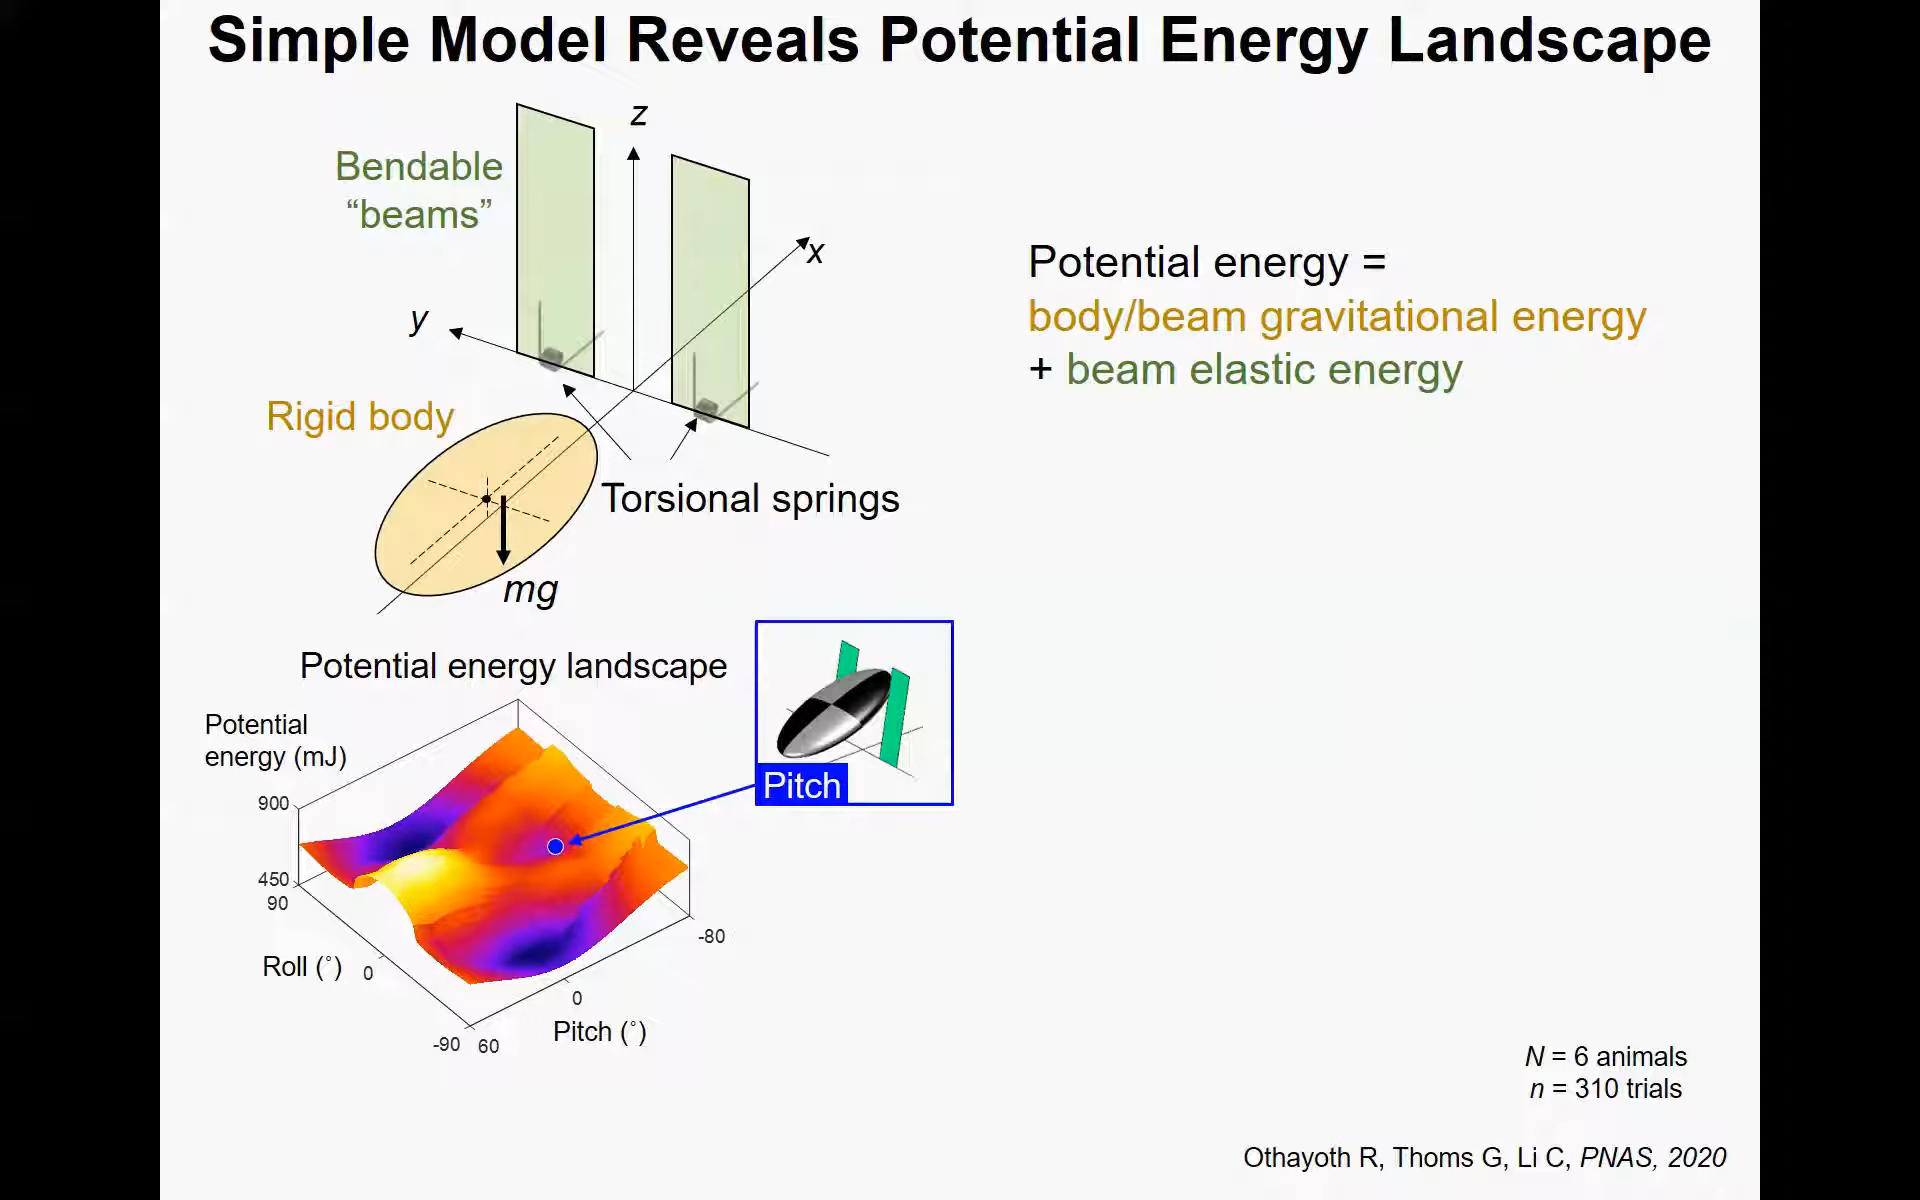 Simple Model Reveals Potential Energy Landscape
z
Bendable
“beams”
x
y
Potential energy =
body/beam gravitational energy
+ beam elastic energy
Rigid body
Torsional springs
mg
Potential energy landscape
Potential
energy (mJ)
Pitch
900
450
90
Roll (°)
0
-80
0
Pitch (°)
-90
60
N = 6 animals
n = 310 trials
Othayoth R, Thoms G, Li C, PNAS, 2020